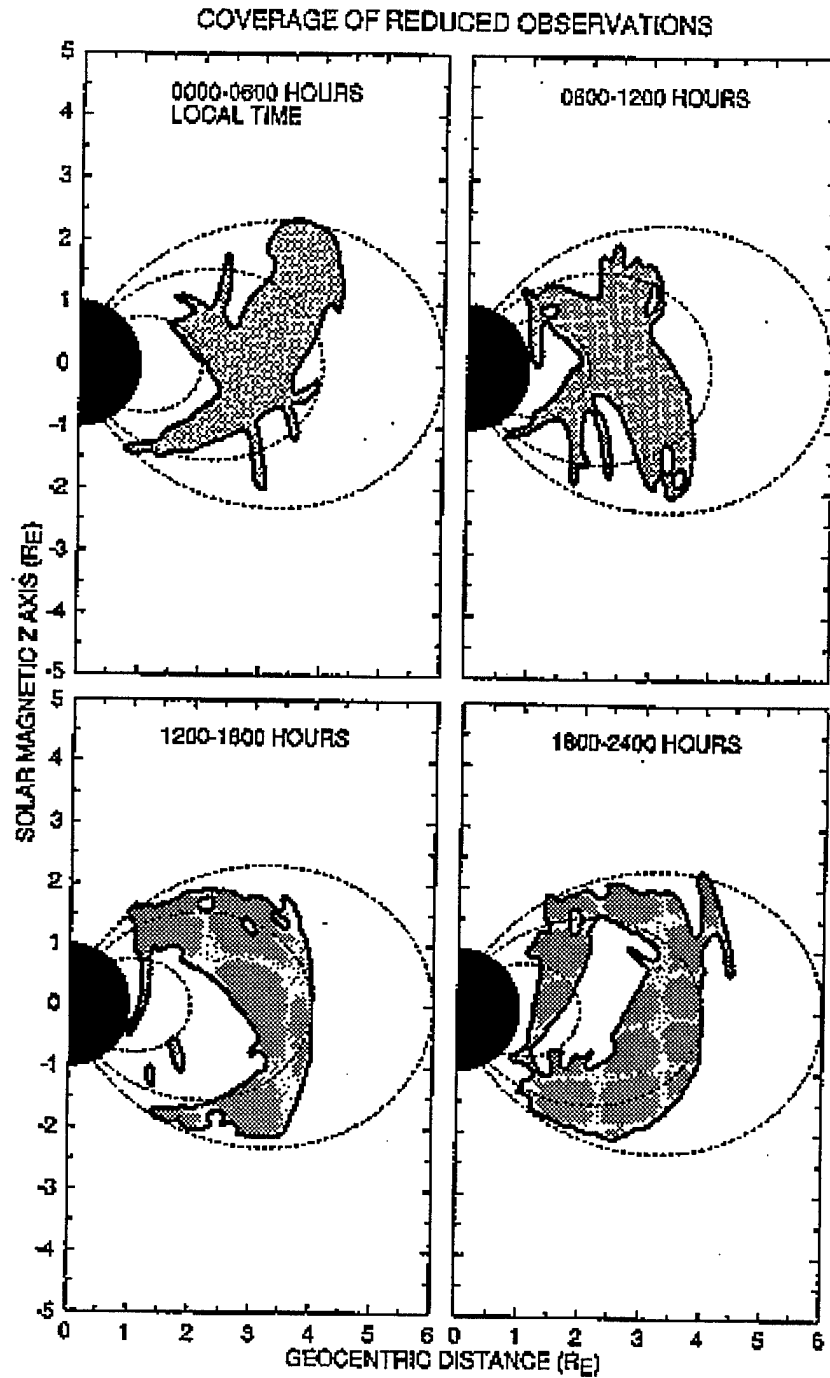 COVERAGE OF REDUCED OBSERVATIONS
0000-0600 HOURS
LOCAL TIME
0600-1200 HOURS
5
4
3
2
1
0
-1
-2
-3
-4
-5
SOLAR MAGNETIC Z AXIS (RE)
1200-1800 HOURS
1800-2400 HOURS
5
4
3
2
1
0
-1
-2
-3
-4
-5
0 1 2 3 4 5 6
0 1 2 3 4 5 6
GEOCENTRIC DISTANCE (RE)